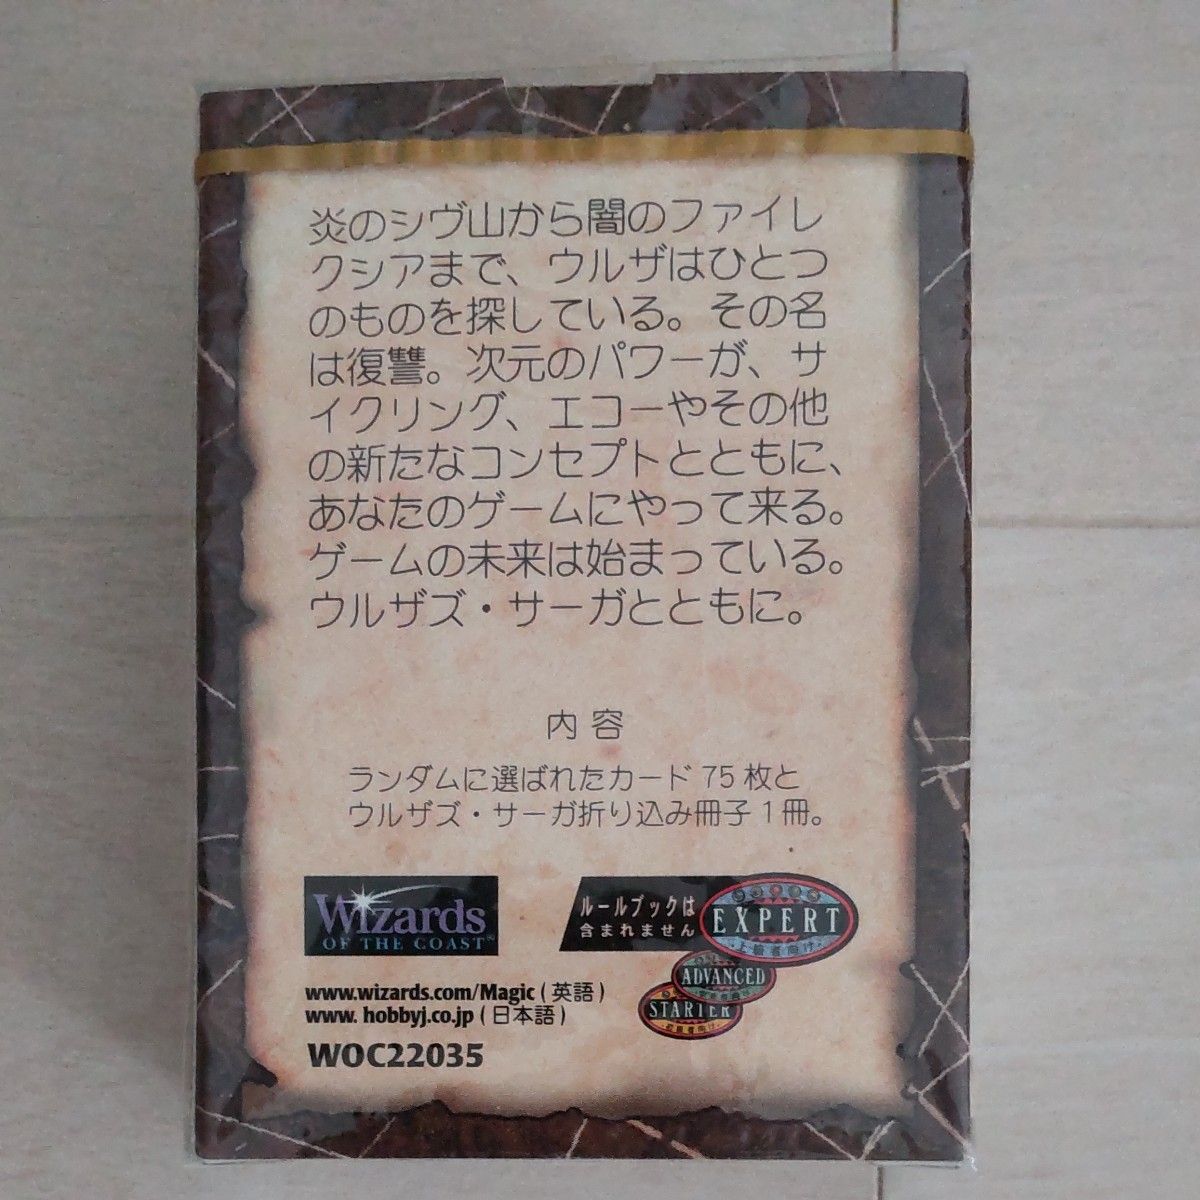 炎のシヴ山から闇のファイレ
クシアまで、ウルザはひとつ
のものを探している。その名
は復讐。次元のパワーが、サ
イクリング、エコーやその他
の新たなコンセプトとともに、
あなたのゲームにやって来る。
ゲームの未来は始まっている。
ウルザズ・サーガとともに。
内容
ランダムに選ばれたカード 75 枚と
ウルザズ・サーガ折り込み冊子 1 冊。
Wizards
OF THE COAST®
ルールブックは
含まれません
EXPERT
・上級者向け・
ADVANCED
STARTER
www.wizards.com/Magic ( 英語 )
www. hobbyj.co.jp ( 日本語 )
WOC22035